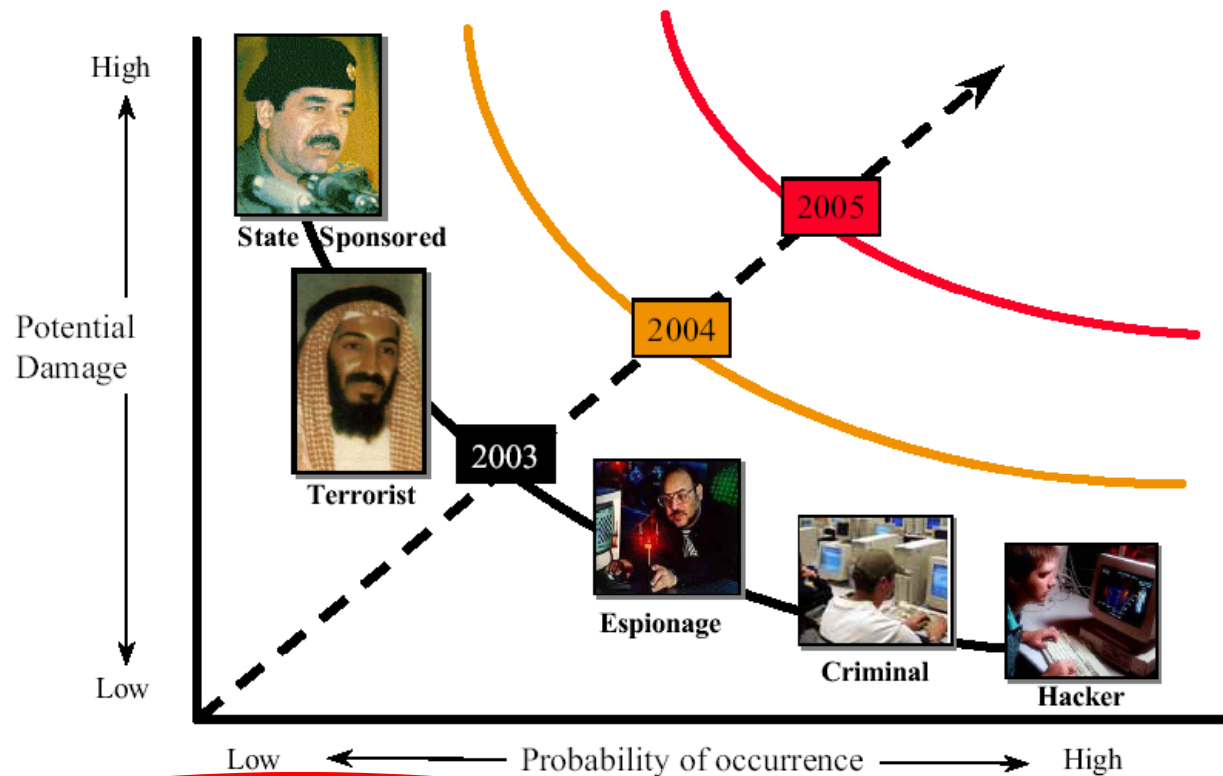 High
State Sponsored
2005
Potential
Damage
2004
2003
Terrorist
Espionage
Criminal
Low
Hacker
Low
Probability of occurrence
High